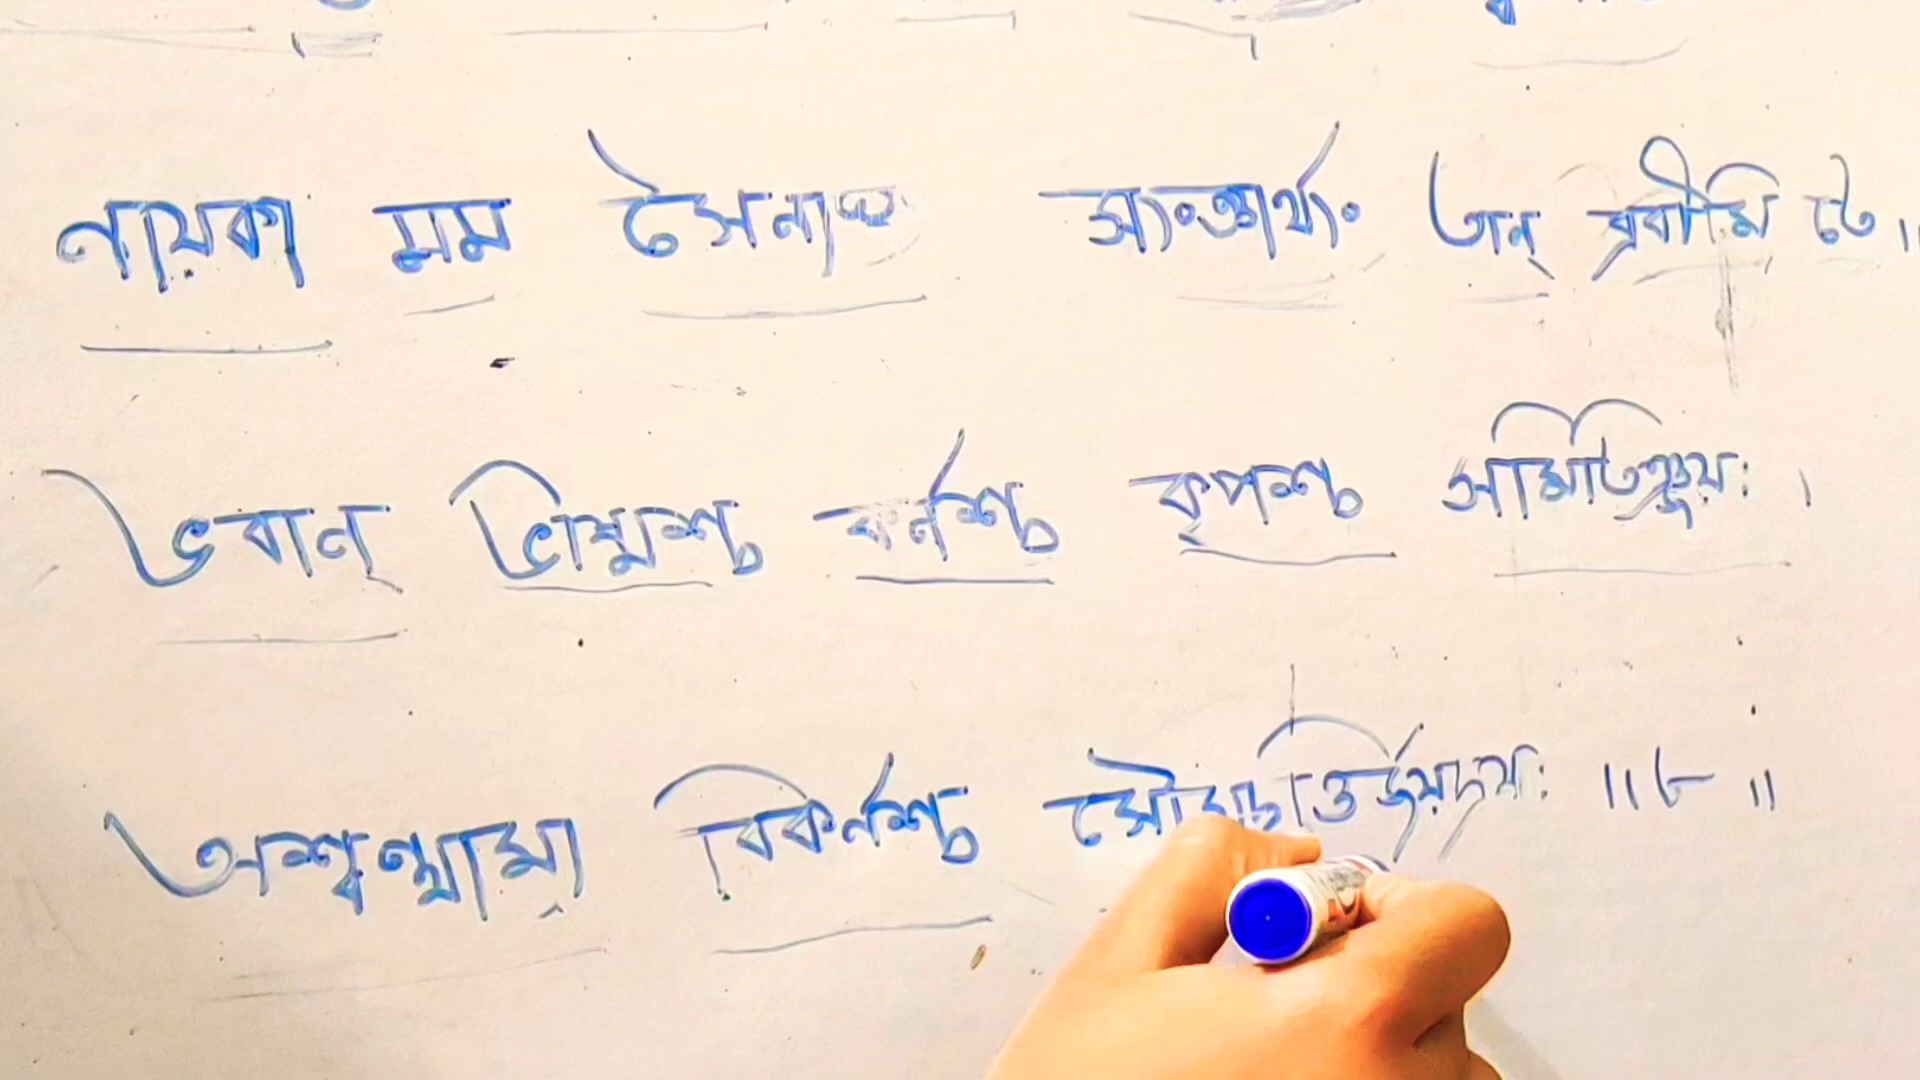 নায়কা মম সৈন্যস্য সংজ্ঞার্থং তান্ ব্রবীমি তে ॥
ভবান্ ভীষ্মশ্চ কর্ণশ্চ কৃপশ্চ সমিতিঞ্জয়ঃ ।
অশ্বত্থামা বিকর্ণশ্চ ॥ ৮ ॥